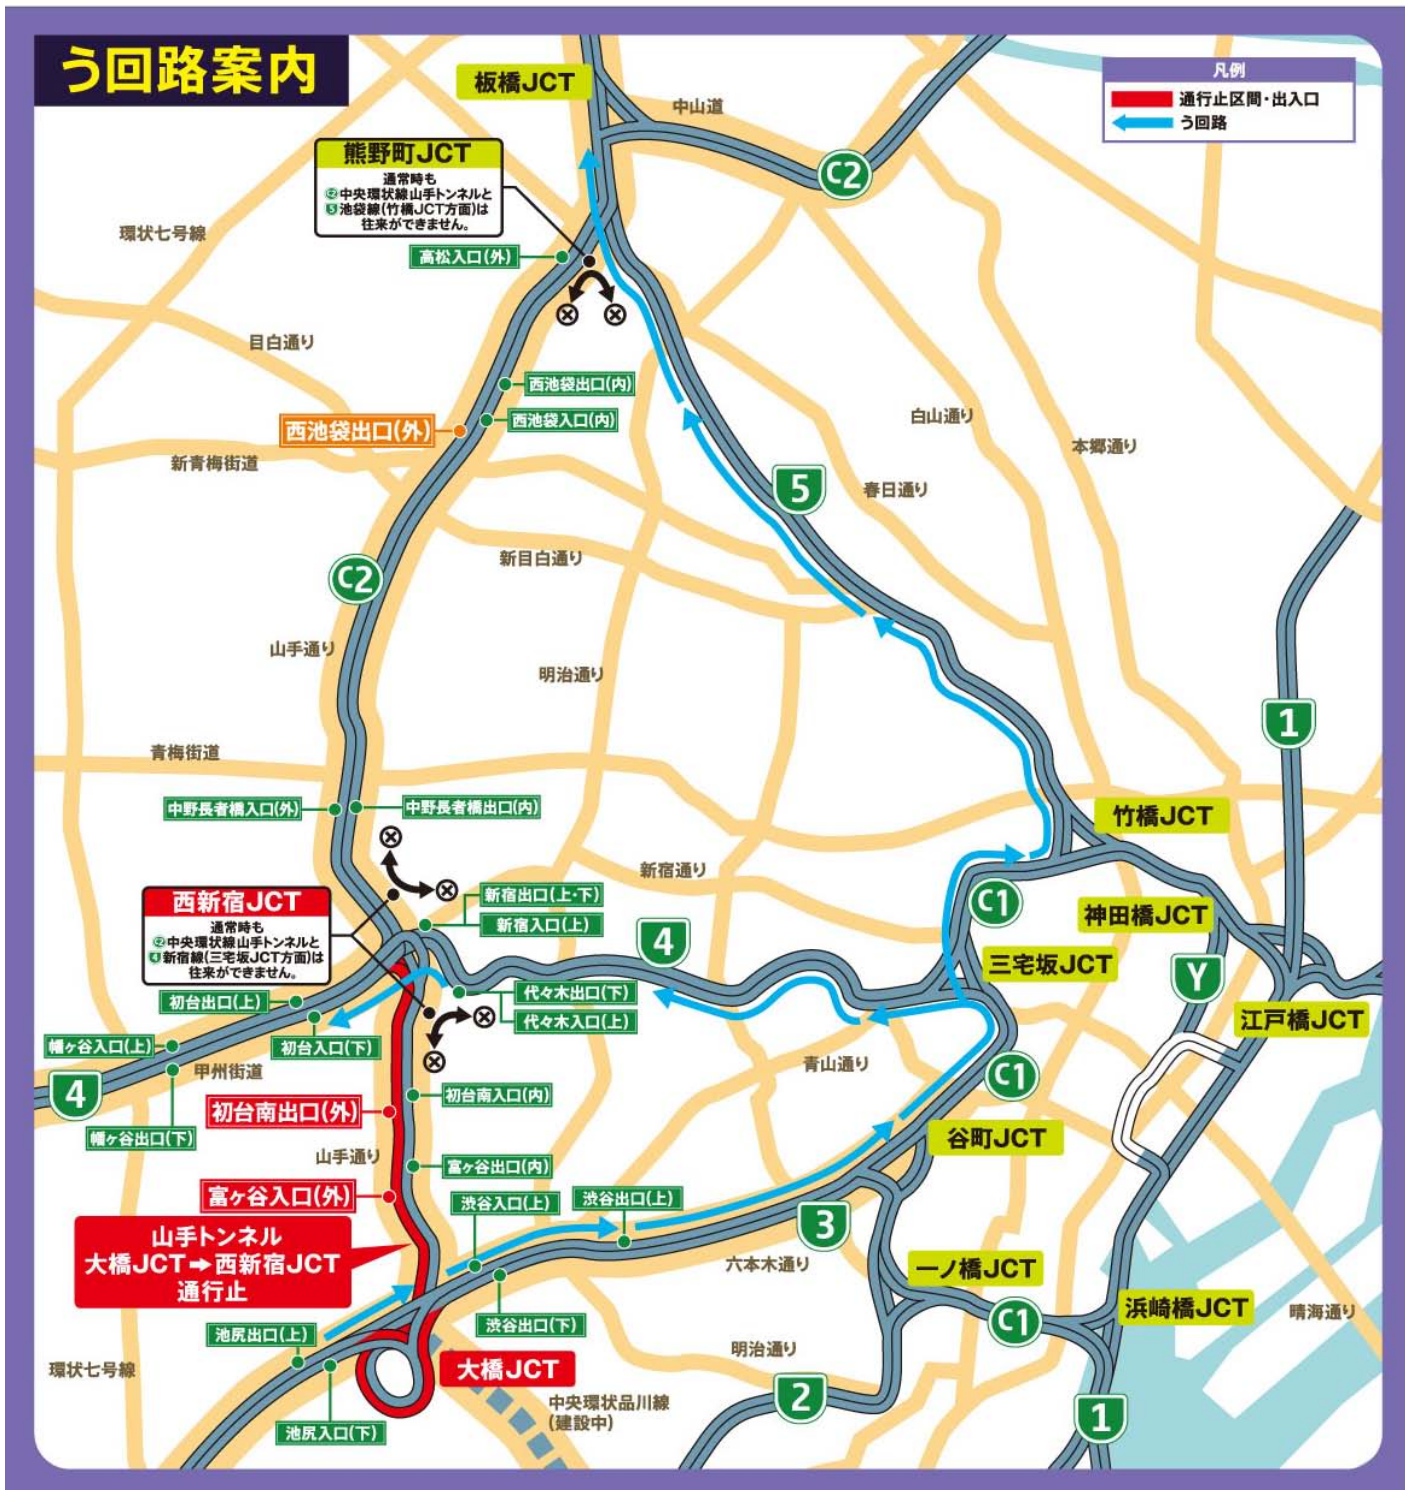 う回路案内
板橋JCT
中山道
凡例
通行止区間・出入口
う回路
熊野町JCT
通常時も
C2中央環状線山手トンネルと
5池袋線(竹橋JCT方面)は
往来ができません。
C2
環状七号線
高松入口(外)
目白通り
西池袋出口(内)
西池袋入口(内)
西池袋出口(外)
白山通り
本郷通り
新青梅街道
5
春日通り
新目白通り
C2
山手通り
明治通り
1
青梅街道
中野長者橋入口(外)
中野長者橋出口(内)
竹橋JCT
新宿通り
西新宿JCT
通常時も
C2中央環状線山手トンネルと
4新宿線(三宅坂JCT方面)は
往来ができません。
新宿出口(上・下)
新宿入口(上)
C1
神田橋JCT
4
三宅坂JCT
Y
初台出口(上)
代々木出口(下)
代々木入口(上)
江戸橋JCT
幡ヶ谷入口(上)
初台入口(下)
甲州街道
青山通り
4
C1
初台南出口(外)
初台南入口(内)
幡ヶ谷出口(下)
谷町JCT
山手通り
富ヶ谷出口(内)
富ヶ谷入口(外)
渋谷入口(上)
渋谷出口(上)
3
山手トンネル
大橋JCT➡西新宿JCT
通行止
六本木通り
一ノ橋JCT
浜崎橋JCT
晴海通り
池尻出口(上)
渋谷出口(下)
C1
明治通り
環状七号線
大橋JCT
2
中央環状品川線
(建設中)
1
池尻入口(下)